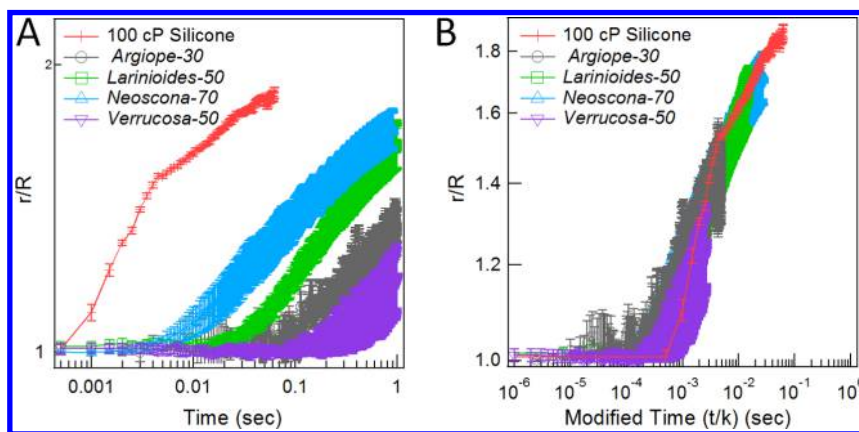 A
100 cP Silicone
Argiope-30
Larinioides-50
Neoscona-70
Verrucosa-50
r/R
2
1
0.001 0.01 0.1 1
Time (sec)
B
100 cP Silicone
Argiope-30
Larinioides-50
Neoscona-70
Verrucosa-50
r/R
1.8
1.6
1.4
1.2
1.0
10⁻⁶ 10⁻⁵ 10⁻⁴ 10⁻³ 10⁻² 10⁻¹ 10⁰
Modified Time (t/k) (sec)